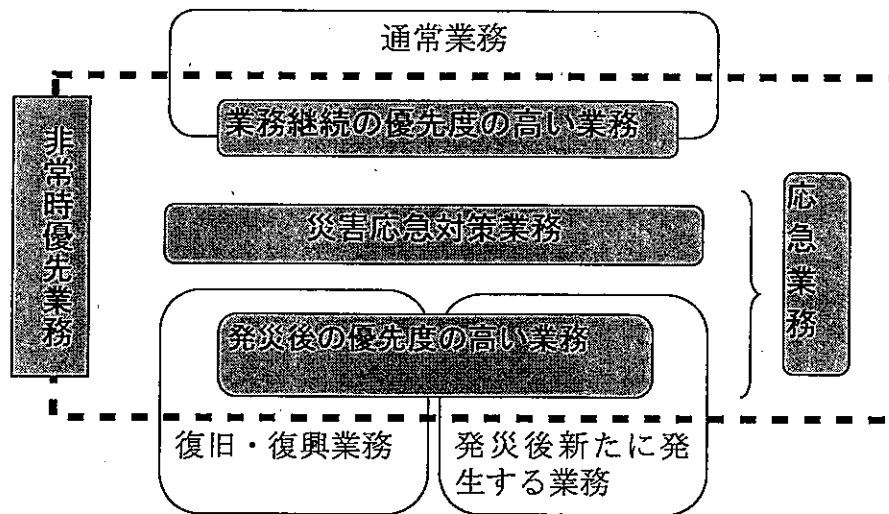 通常業務
業務継続の優先度の高い業務
非常時優先業務
災害応急対策業務
応急業務
発災後の優先度の高い業務
復旧・復興業務
発災後新たに発
生する業務